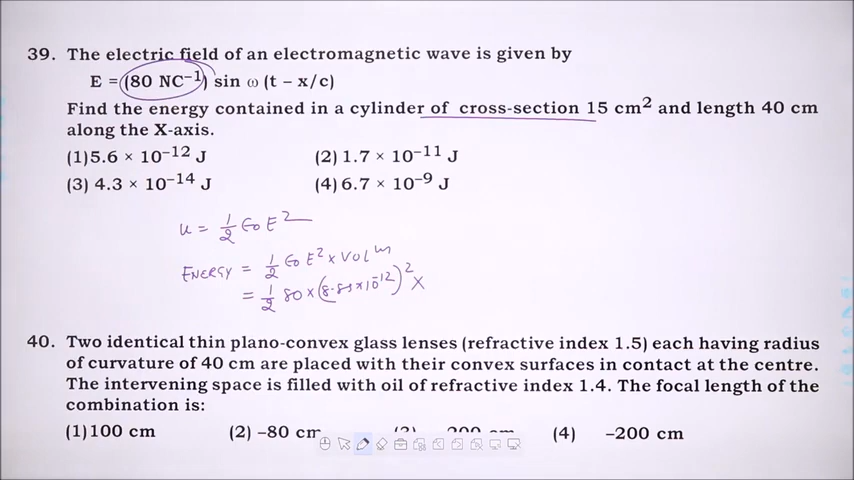 39. The electric field of an electromagnetic wave is given by
E = (80 NC⁻¹) sin ω (t – x/c)
Find the energy contained in a cylinder of cross-section 15 cm² and length 40 cm
along the X-axis.
(1) 5.6 × 10⁻¹² J (2) 1.7 × 10⁻¹¹ J
(3) 4.3 × 10⁻¹⁴ J (4) 6.7 × 10⁻⁹ J
u = 1/2 ε₀ E²
ENERGY = 1/2 ε₀ E² × Vol
= 1/2 80 × (8.85 × 10⁻¹²)² ×
40. Two identical thin plano-convex glass lenses (refractive index 1.5) each having radius
of curvature of 40 cm are placed with their convex surfaces in contact at the centre.
The intervening space is filled with oil of refractive index 1.4. The focal length of the
combination is:
(1) 100 cm (2) –80 cm (4) –200 cm